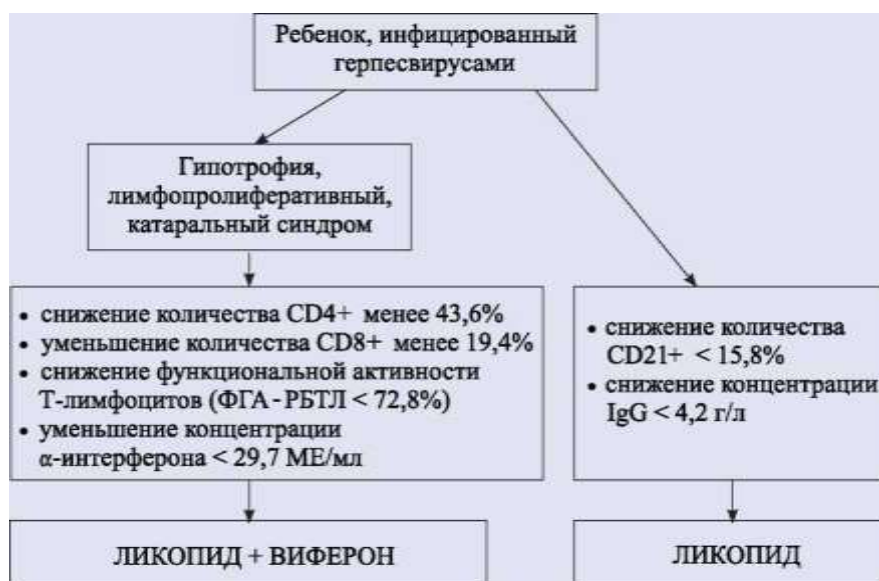 Ребенок, инфицированный
герпесвирусами
Гипотрофия,
лимфопролиферативный,
катаральный синдром
• снижение количества CD4+ менее 43,6%
• уменьшение количества CD8+ менее 19,4%
• снижение функциональной активности
Т-лимфоцитов (ФГА - РБТЛ < 72,8%)
• уменьшение концентрации
α-интерферона < 29,7 МЕ/мл
• снижение количества
CD21+ < 15,8%
• снижение концентрации
IgG < 4,2 г/л
ЛИКОПИД + ВИФЕРОН
ЛИКОПИД